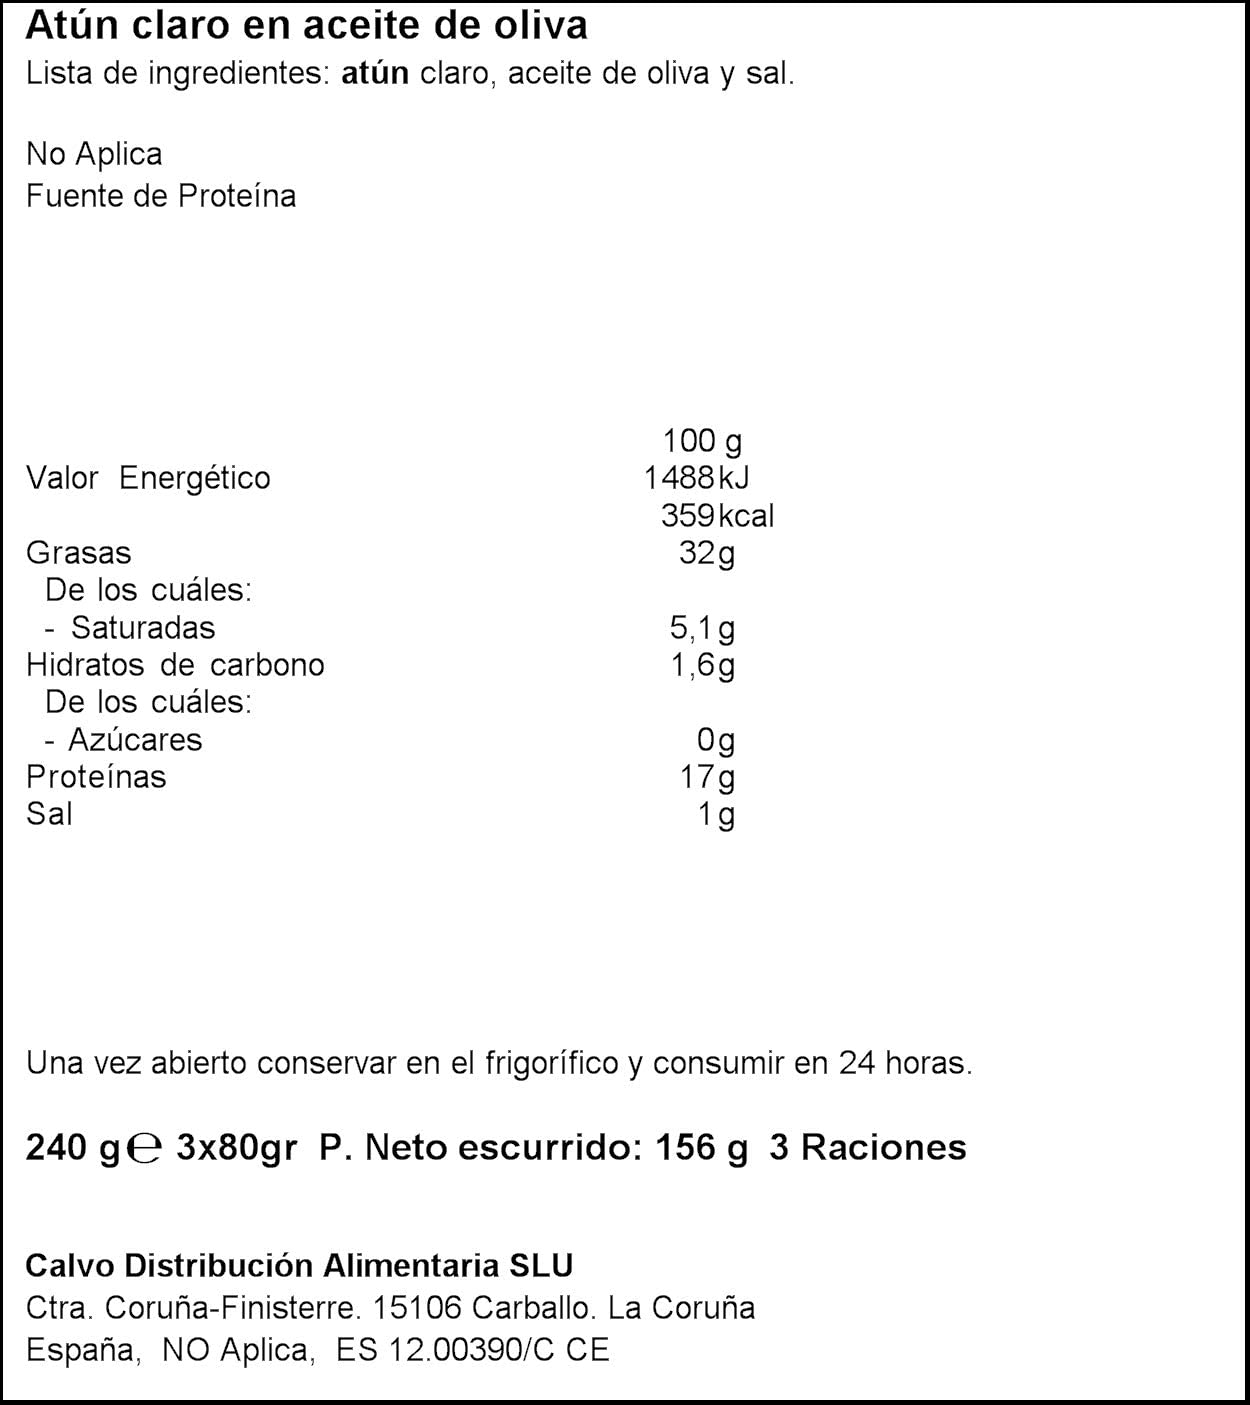 Atún claro en aceite de oliva
Lista de ingredientes: atún claro, aceite de oliva y sal.
No Aplica
Fuente de Proteína
100 g
Valor Energético 1488kJ
359kcal
Grasas 32g
De los cuáles:
- Saturadas 5,1g
Hidratos de carbono 1,6g
De los cuáles:
- Azúcares 0g
Proteínas 17g
Sal 1g
Una vez abierto conservar en el frigorífico y consumir en 24 horas.
240 g℮ 3x80gr P. Neto escurrido: 156 g 3 Raciones
Calvo Distribución Alimentaria SLU
Ctra. Coruña-Finisterre. 15106 Carballo. La Coruña
España, NO Aplica, ES 12.00390/C CE